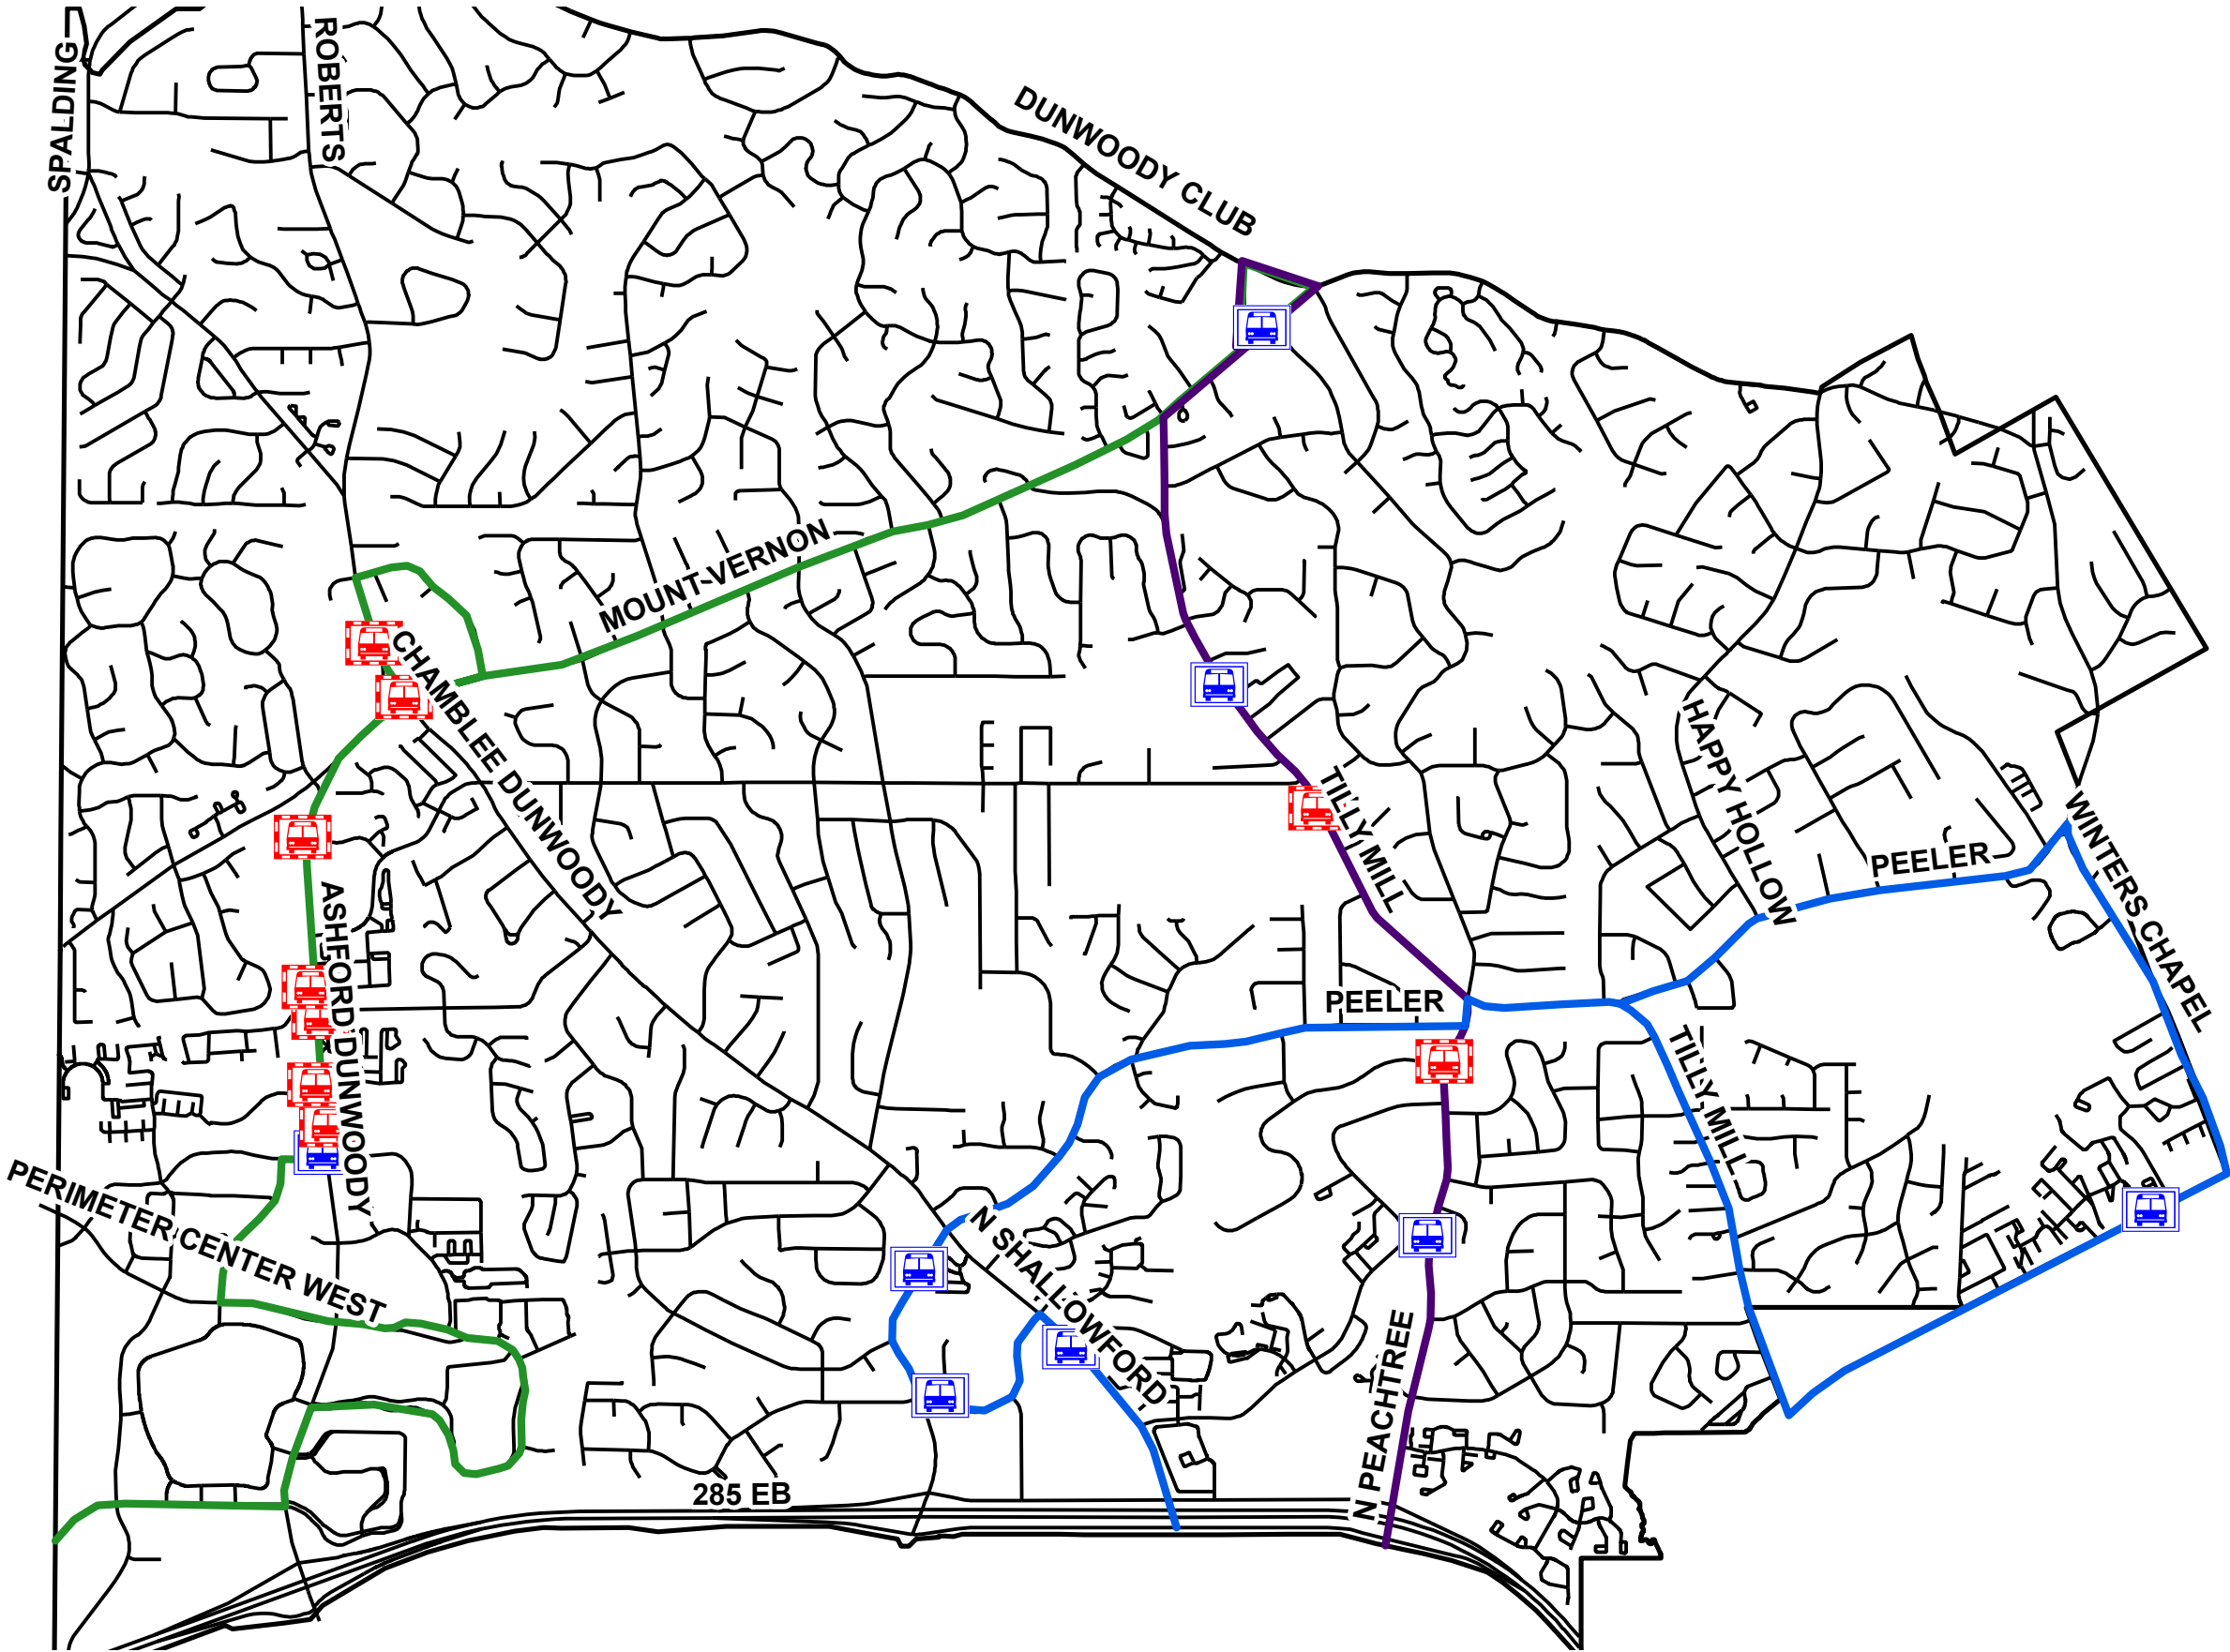 SPALDING
ROBERTS
DUNWOODY CLUB
MOUNT VERNON
CHAMBLEE DUNWOODY
TILLY MILL
HAPPY HOLLOW
PEELER
WINTERS CHAPEL
ASHFORD DUNWOODY
PEELER
TILLY MILL
PERIMETER CENTER WEST
N SHALLOWFORD
N PEACHTREE
285 EB